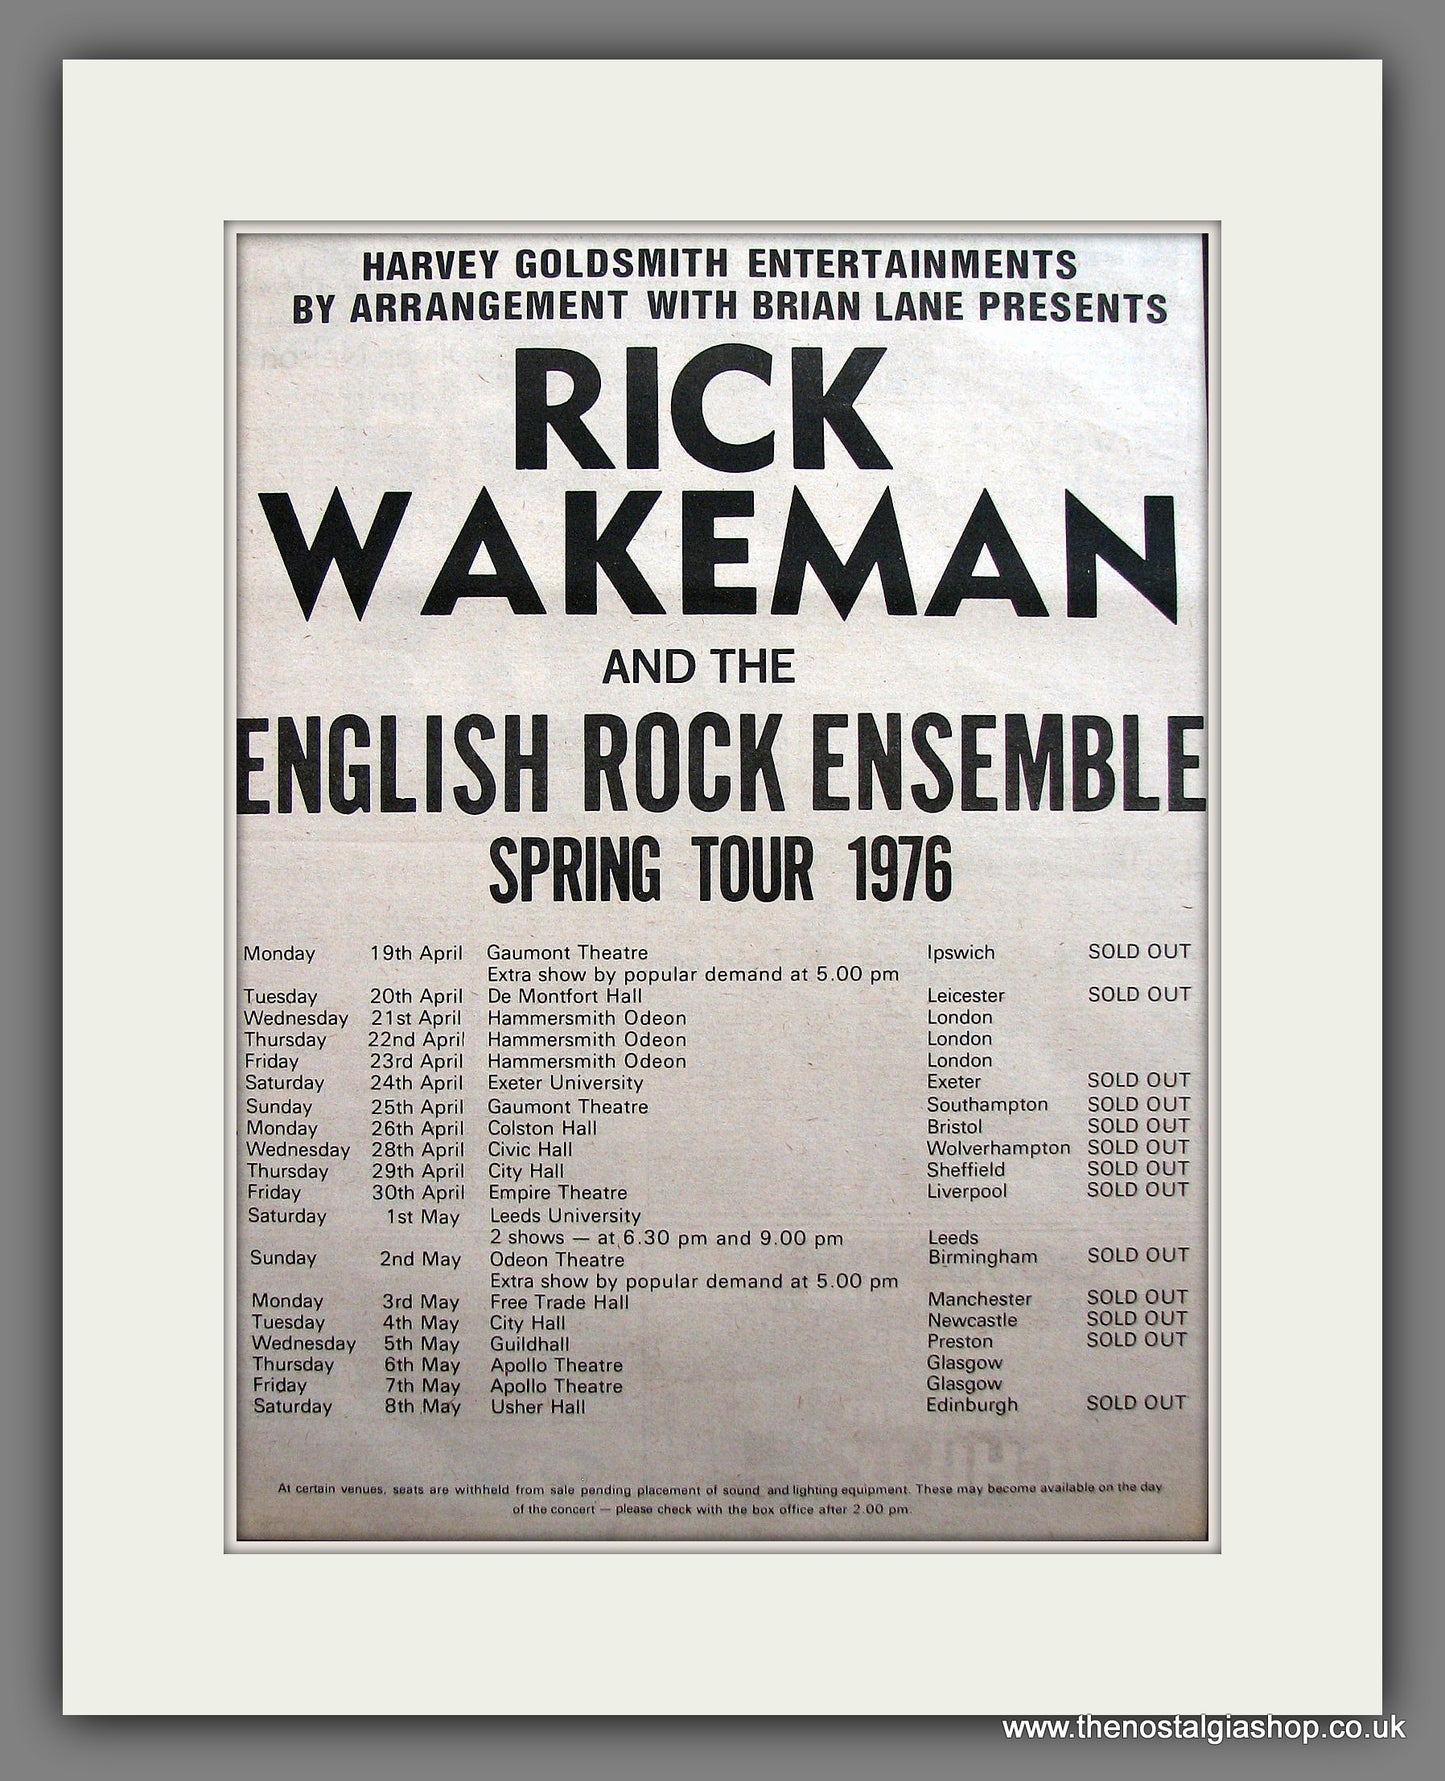 HARVEY GOLDSMITH ENTERTAINMENTS
BY ARRANGEMENT WITH BRIAN LANE PRESENTS
RICK
WAKEMAN
AND THE
ENGLISH ROCK ENSEMBLE
SPRING TOUR 1976
Monday 19th April Gaumont Theatre Ipswich SOLD OUT
Extra show by popular demand at 5.00 pm
Tuesday 20th April De Montfort Hall Leicester SOLD OUT
Wednesday 21st April Hammersmith Odeon London
Thursday 22nd April Hammersmith Odeon London
Friday 23rd April Hammersmith Odeon London
Saturday 24th April Exeter University Exeter SOLD OUT
Sunday 25th April Gaumont Theatre Southampton SOLD OUT
Monday 26th April Colston Hall Bristol SOLD OUT
Wednesday 28th April Civic Hall Wolverhampton SOLD OUT
Thursday 29th April City Hall Sheffield SOLD OUT
Friday 30th April Empire Theatre Liverpool SOLD OUT
Saturday 1st May Leeds University
2 shows — at 6.30 pm and 9.00 pm Leeds
Sunday 2nd May Odeon Theatre Birmingham SOLD OUT
Extra show by popular demand at 5.00 pm
Monday 3rd May Free Trade Hall Manchester SOLD OUT
Tuesday 4th May City Hall Newcastle SOLD OUT
Wednesday 5th May Guildhall Preston SOLD OUT
Thursday 6th May Apollo Theatre Glasgow
Friday 7th May Apollo Theatre Glasgow
Saturday 8th May Usher Hall Edinburgh SOLD OUT
At certain venues, seats are withheld from sale pending placement of sound and lighting equipment. These may become available on the day
of the concert — please check with the box office after 2.00 pm.
www.thenostalgiashop.co.uk